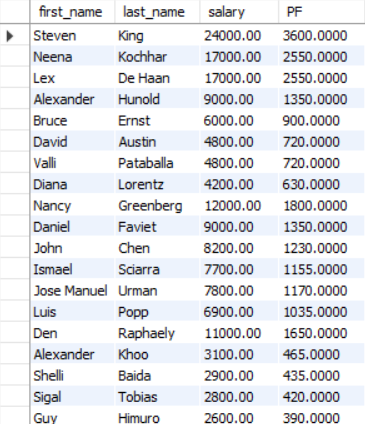 first_name last_name salary PF
Steven King 24000.00 3600.0000
Neena Kochhar 17000.00 2550.0000
Lex De Haan 17000.00 2550.0000
Alexander Hunold 9000.00 1350.0000
Bruce Ernst 6000.00 900.0000
David Austin 4800.00 720.0000
Valli Pataballa 4800.00 720.0000
Diana Lorentz 4200.00 630.0000
Nancy Greenberg 12000.00 1800.0000
Daniel Faviet 9000.00 1350.0000
John Chen 8200.00 1230.0000
Ismael Sciarra 7700.00 1155.0000
Jose Manuel Urman 7800.00 1170.0000
Luis Popp 6900.00 1035.0000
Den Raphaely 11000.00 1650.0000
Alexander Khoo 3100.00 465.0000
Shelli Baida 2900.00 435.0000
Sigal Tobias 2800.00 420.0000
Guy Himuro 2600.00 390.0000